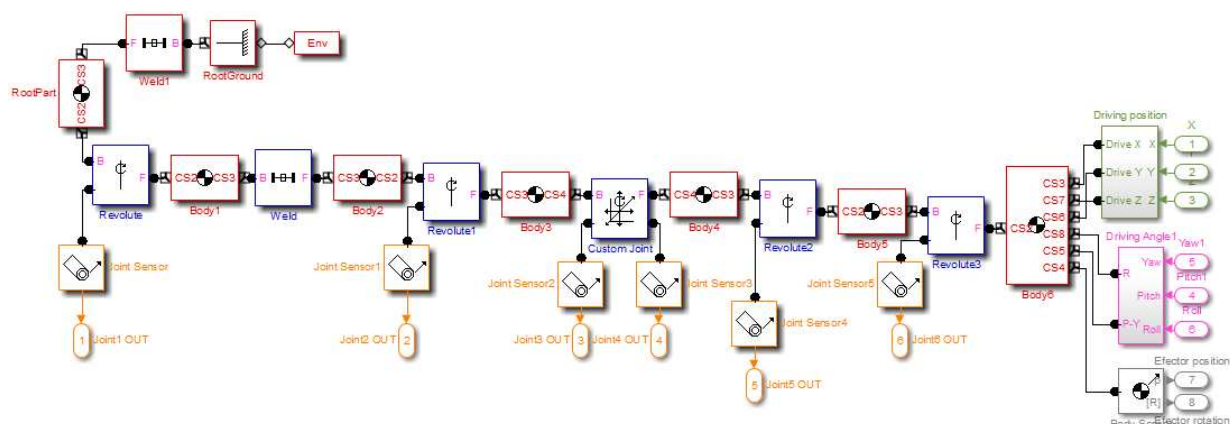 F
B
Env
RootGround
Weld1
RootPart
CS2 CS3
Driving position
X
Drive X
X
1
Drive Y
Y
2
Drive Z
Z
3
B
F
Revolute
CS2 CS3
Body1
B
F
Weld
CS3 CS2
Body2
B
F
Revolute1
CS3 CS4
Body3
B
F
Custom Joint
CS4 CS3
Body4
B
F
Revolute2
CS2 CS3
Body5
B
F
Revolute3
CS2
CS3
CS7
CS6
CS8
CS5
CS4
Body6
Driving Angle1
Yaw1
Yaw
5
Pitch1
R
Pitch
4
Roll
P-Y
Roll
6
Joint Sensor
Joint Sensor1
Joint Sensor2
Joint Sensor3
Joint Sensor4
Joint Sensor5
1
Joint1 OUT
Joint2 OUT
2
Joint3 OUT
3
Joint4 OUT
4
5
Joint5 OUT
6
Joint6 OUT
Efector position
p
7
[R]
8
Efector rotation
Body